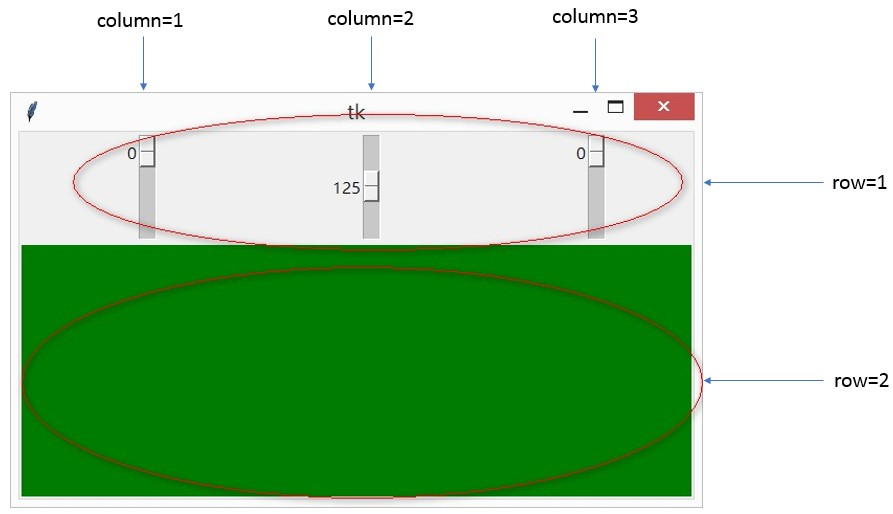 column=1
column=2
column=3
tk
0
125
0
row=1
row=2